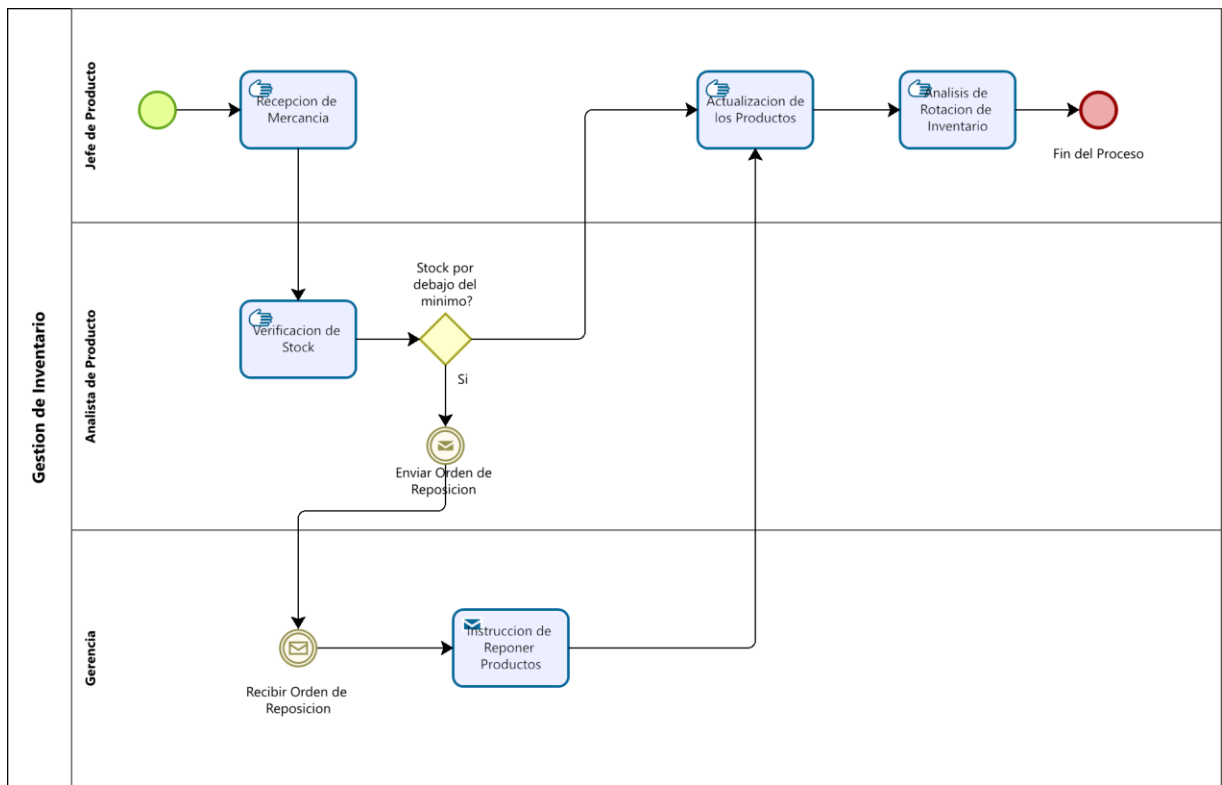 Gestion de Inventario
Jefe de Producto
Recepcion de
Mercancia
Actualizacion de
los Productos
Analisis de
Rotacion de
Inventario
Fin del Proceso
Analista de Producto
Verificacion de
Stock
Stock por
debajo del
minimo?
Si
Enviar Orden de
Reposicion
Gerencia
Recibir Orden de
Reposicion
Instruccion de
Reponer
Productos